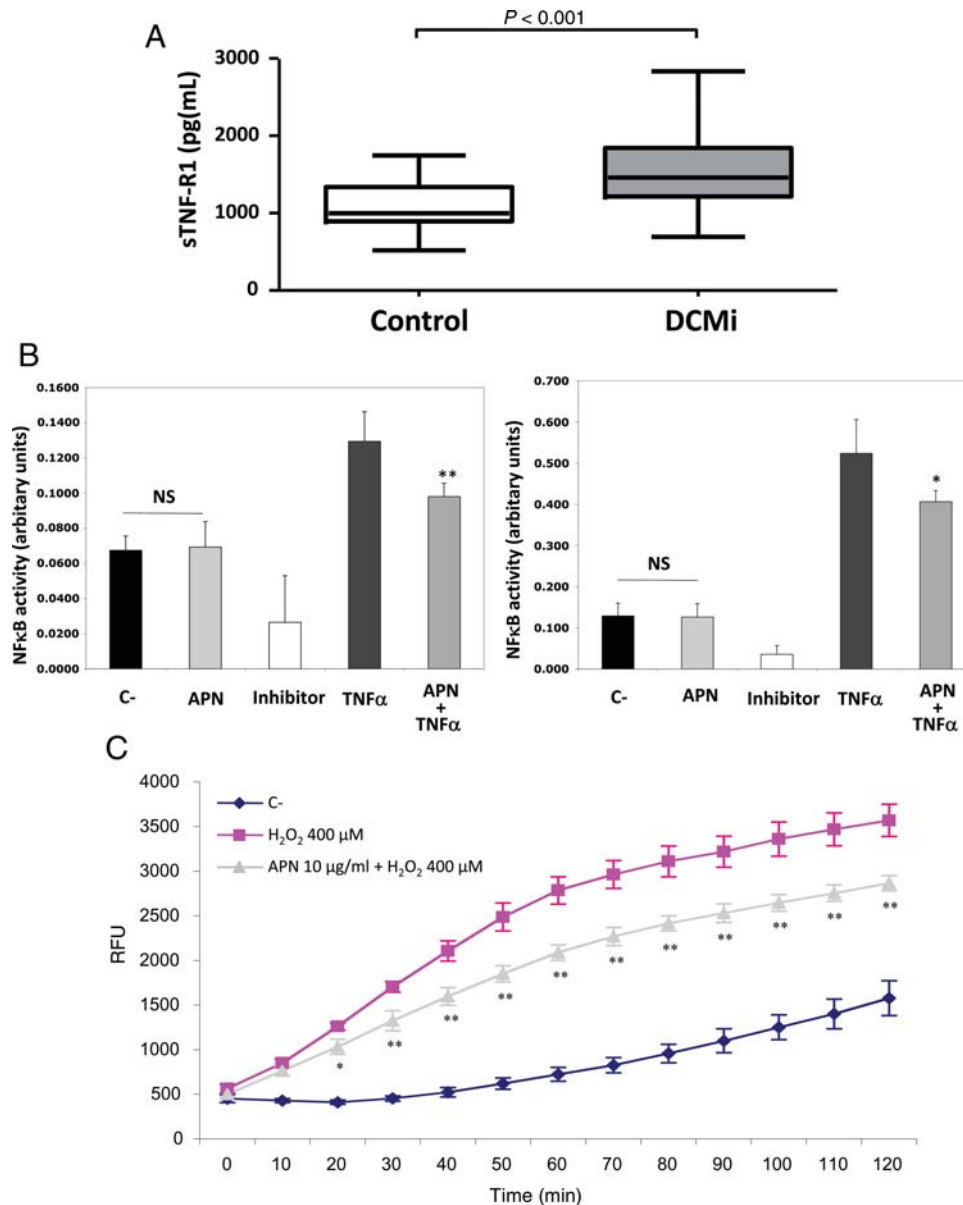 A
P < 0.001
sTNF-R1 (pg(mL)
3000
2000
1000
0
Control
DCMi
B
NFκB activity (arbitary units)
0.1600
0.1400
0.1200
0.1000
0.0800
0.0600
0.0400
0.0200
0.0000
NS
**
C-
APN
Inhibitor
TNFα
APN
+
TNFα
NFκB activity (arbitary units)
0.700
0.600
0.500
0.400
0.300
0.200
0.100
0.000
NS
*
C-
APN
Inhibitor
TNFα
APN
+
TNFα
C
RFU
4000
3500
3000
2500
2000
1500
1000
500
0
C-
H₂O₂ 400 μM
APN 10 μg/ml + H₂O₂ 400 μM
* ** ** ** ** ** ** ** ** ** **
0 10 20 30 40 50 60 70 80 90 100 110 120
Time (min)